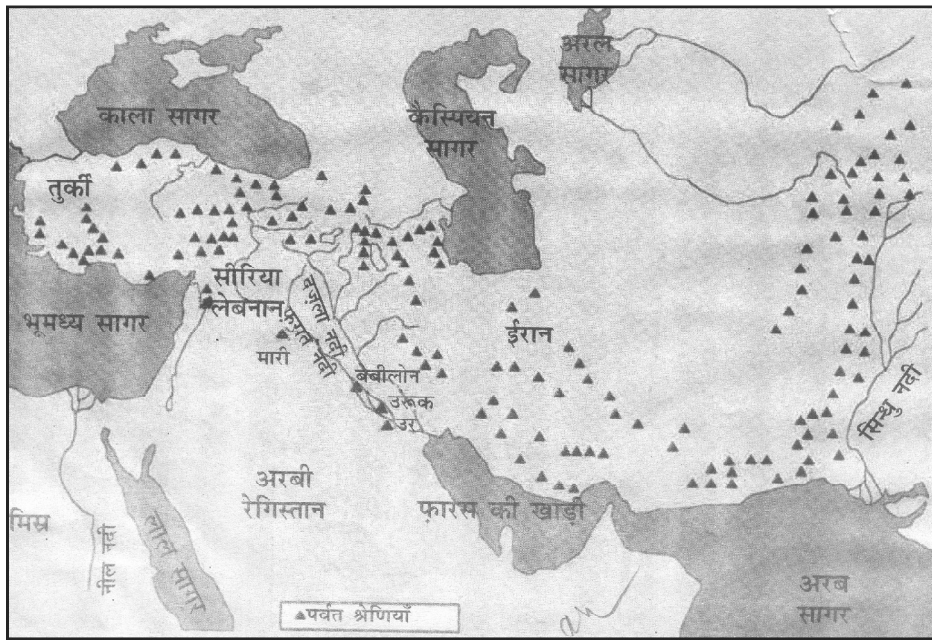 अरल
सागर
काला सागर
कैस्पियन
सागर
तुर्की
सीरिया
लेबनान
भूमध्य सागर
दज़ला नदी
फ़रात नदी
ईरान
मारी
बेबीलोन
उरूक
उर
सिन्धु नदी
अरबी
रेगिस्तान
फ़ारस की खाड़ी
मिस्र
नील नदी
लाल सागर
अरब
सागर
पर्वत श्रेणियाँ